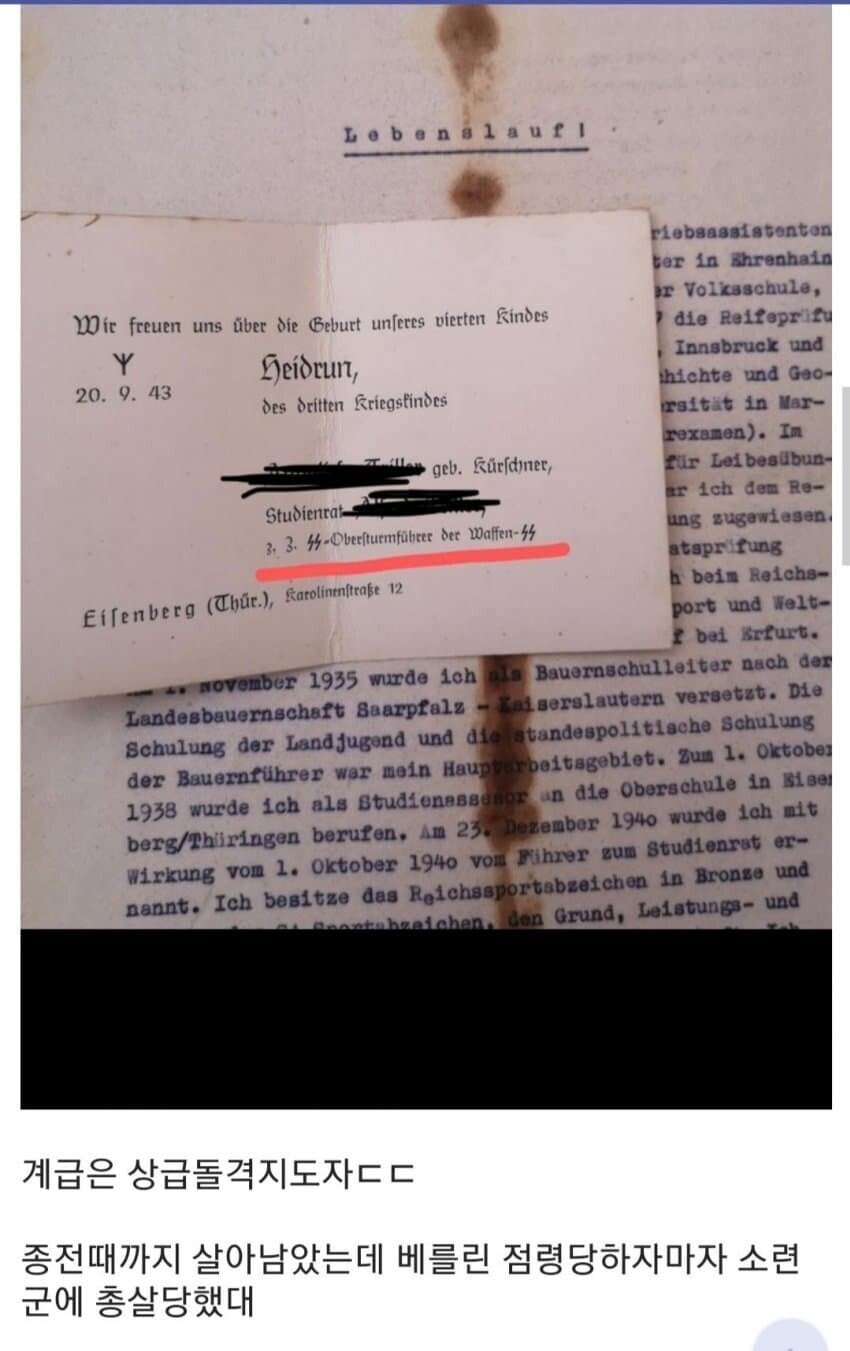 Lebenslauf!
riebsassistenten
ter in Ehrenhain
er Volksschule,
die Reifeprüfu
Innsbruck und
hichte und Geo-
ersität in Mar-
rexamen). Im
für Leibesübun-
ar ich dem Re-
ung zugewiesen.
atsprüfung
h beim Reichs-
port und Welt-
f bei Erfurt.
Wir freuen uns über die Geburt unseres vierten Kindes
20. 9. 43
Heidrun,
des dritten Kriegskindes
geb. Kürschner,
Studienrat
z. Z. SS-Obersturmführer der Waffen-SS
Eisenberg (Thür.), Karolinenstraße 12
1. November 1935 wurde ich als Bauernschulleiter nach der
Landesbauernschaft Saarpfalz - Kaiserslautern versetzt. Die
Schulung der Landjugend und die standespolitische Schulung
der Bauernführer war mein Hauptarbeitsgebiet. Zum 1. Oktober
1938 wurde ich als Studienassessor an die Oberschule in Eisen
berg/Thüringen berufen. Am 23. Dezember 1940 wurde ich mit
Wirkung vom 1. Oktober 1940 vom Führer zum Studienrat er-
nannt. Ich besitze das Reichssportabzeichen in Bronze und
Sportabzeichen, den Grund, Leistungs- und
계급은 상급돌격지도자ㄷㄷ
종전때까지 살아남았는데 베를린 점령당하자마자 소련
군에 총살당했대